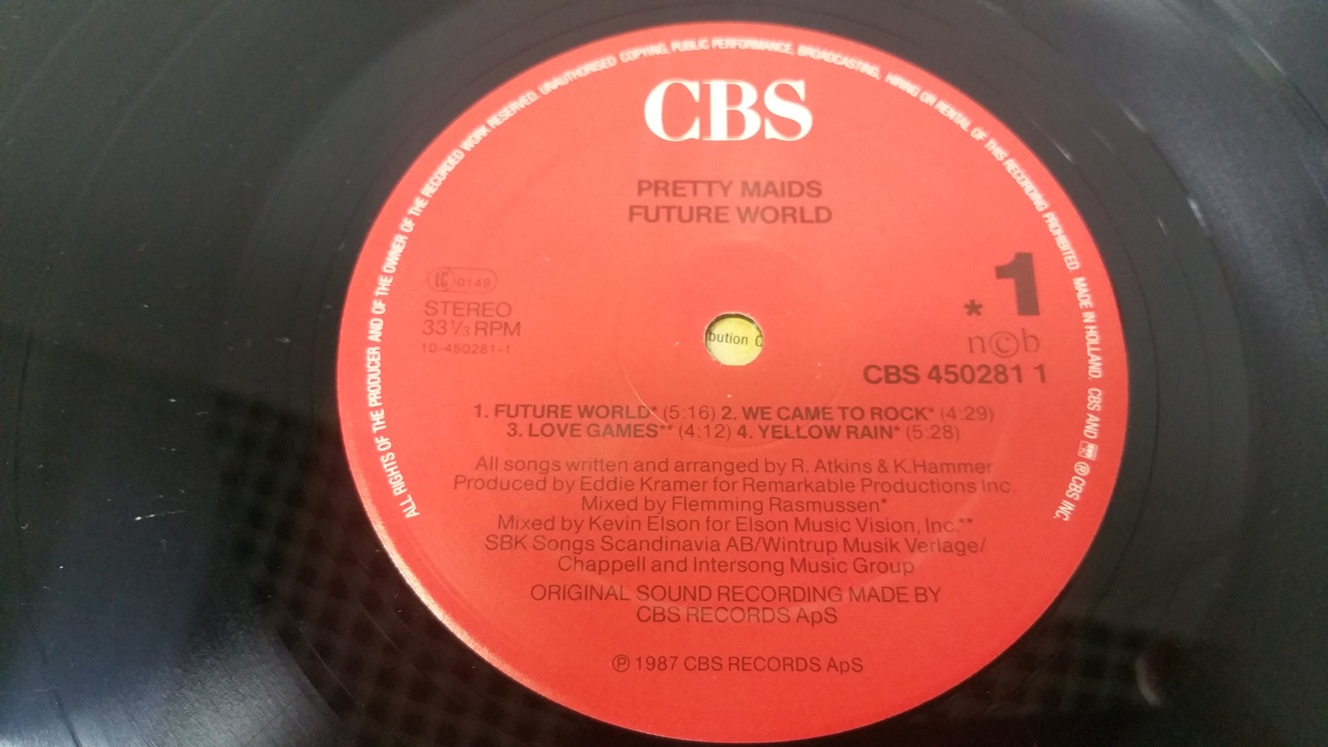 ALL RIGHTS OF THE PRODUCER AND OF THE OWNER OF THE RECORDED WORK RESERVED. UNAUTHORISED COPYING, PUBLIC PERFORMANCE, BROADCASTING, HIRING OR RENTAL OF THIS RECORDING PROHIBITED. MADE IN HOLLAND. CBS AND ℗ CBS INC.
CBS
PRETTY MAIDS
FUTURE WORLD
LC 0149
STEREO
33⅓ RPM
10-450281-1
* 1
n©b
CBS 450281 1
bution C
1. FUTURE WORLD* (5:16) 2. WE CAME TO ROCK* (4:29)
3. LOVE GAMES** (4:12) 4. YELLOW RAIN* (5:28)
All songs written and arranged by R. Atkins & K.Hammer
Produced by Eddie Kramer for Remarkable Productions Inc.
Mixed by Flemming Rasmussen*
Mixed by Kevin Elson for Elson Music Vision, Inc.**
SBK Songs Scandinavia AB/Wintrup Musik Verlage/
Chappell and Intersong Music Group
ORIGINAL SOUND RECORDING MADE BY
CBS RECORDS ApS
℗ 1987 CBS RECORDS ApS